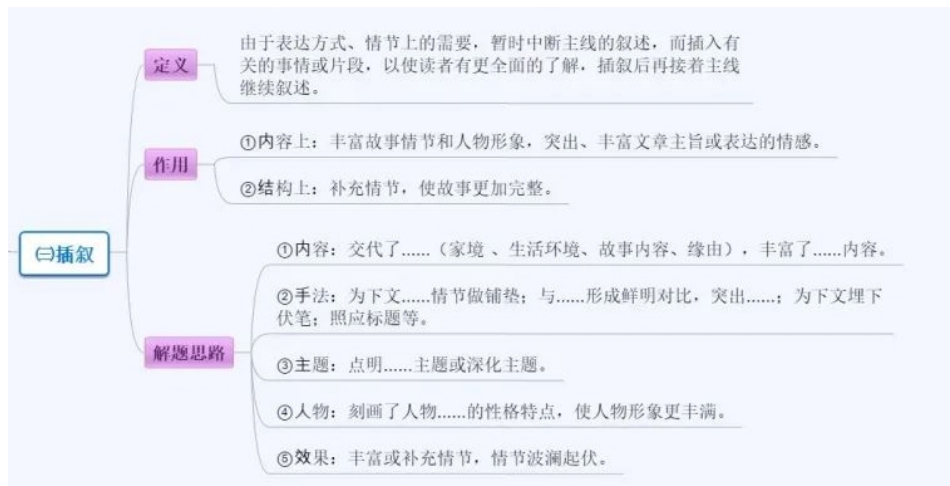 ㈢插叙
定义
由于表达方式、情节上的需要，暂时中断主线的叙述，而插入有
关的事情或片段，以使读者有更全面的了解，插叙后再接着主线
继续叙述。
作用
①内容上：丰富故事情节和人物形象，突出、丰富文章主旨或表达的情感。
②结构上：补充情节，使故事更加完整。
解题思路
①内容：交代了……（家境 、生活环境、故事内容、缘由），丰富了……内容。
②手法：为下文……情节做铺垫；与……形成鲜明对比，突出……；为下文埋下
伏笔；照应标题等。
③主题：点明……主题或深化主题。
④人物：刻画了人物……的性格特点，使人物形象更丰满。
⑤效果：丰富或补充情节，情节波澜起伏。